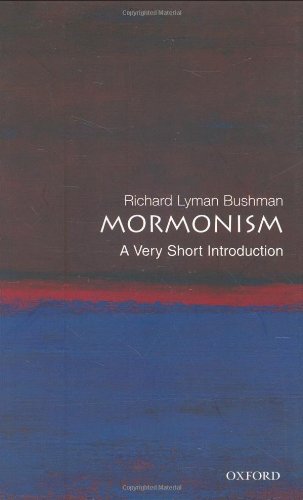 Richard Lyman Bushman
MORMONISM
A Very Short Introduction
OXFORD